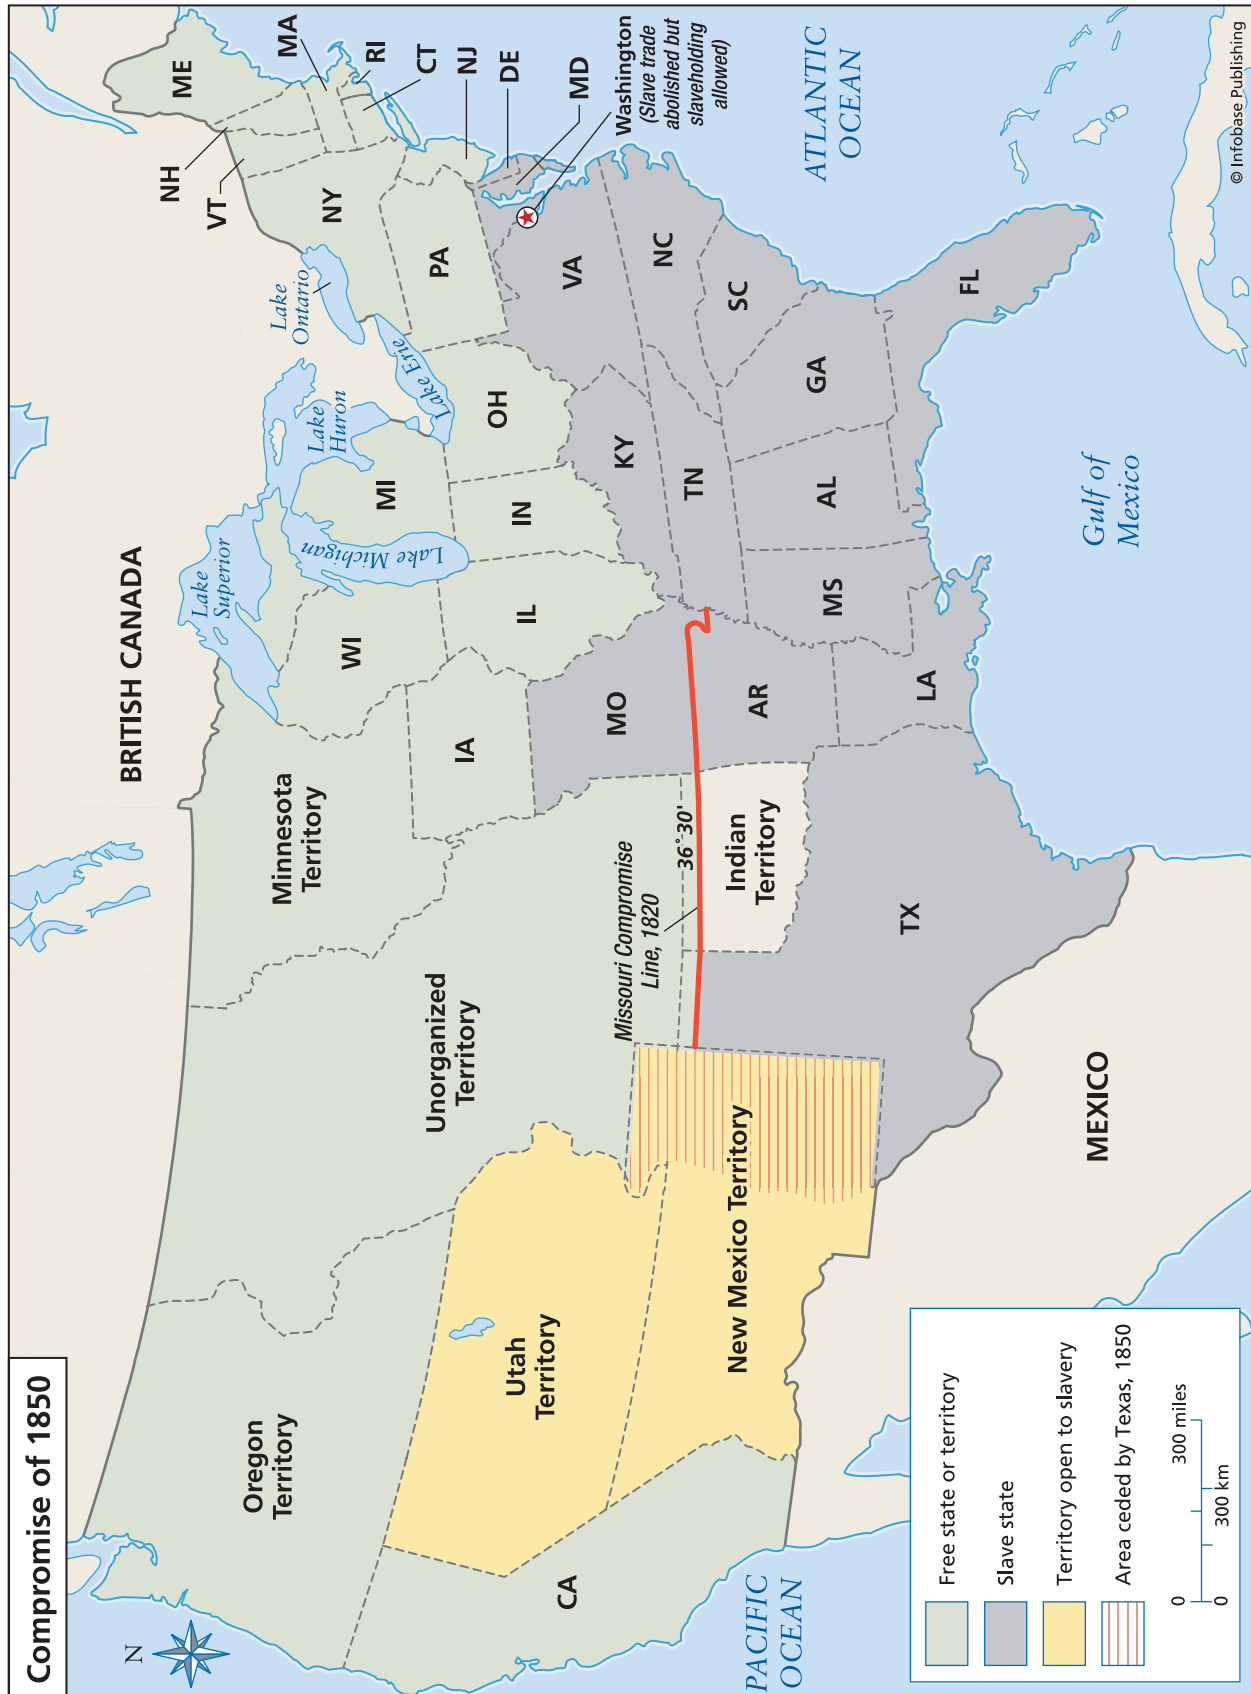 Compromise of 1850
N
BRITISH CANADA
Oregon
Territory
Minnesota
Territory
Unorganized
Territory
Utah
Territory
New Mexico Territory
Indian
Territory
Missouri Compromise
Line, 1820
36° 30'
Lake
Superior
Lake Michigan
Lake
Huron
Lake Erie
Lake
Ontario
ME
NH
VT
MA
RI
CT
NY
NJ
PA
DE
MD
Washington
(Slave trade
abolished but
slaveholding
allowed)
WI
MI
IA
IL
IN
OH
MO
KY
VA
NC
TN
SC
AR
MS
AL
GA
LA
FL
TX
CA
MEXICO
PACIFIC
OCEAN
ATLANTIC
OCEAN
Gulf of
Mexico
Free state or territory
Slave state
Territory open to slavery
Area ceded by Texas, 1850
0
300 miles
0
300 km
© Infobase Publishing